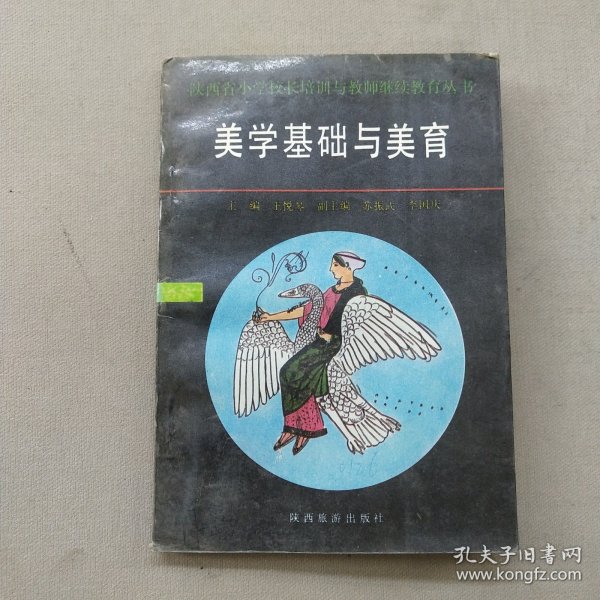 陕西省小学校长培训与教师继续教育丛书
美学基础与美育
主 编 王悦琴 副主编 苏振武 李国庆
陕西旅游出版社
孔夫子旧书网
www.kongfz.com